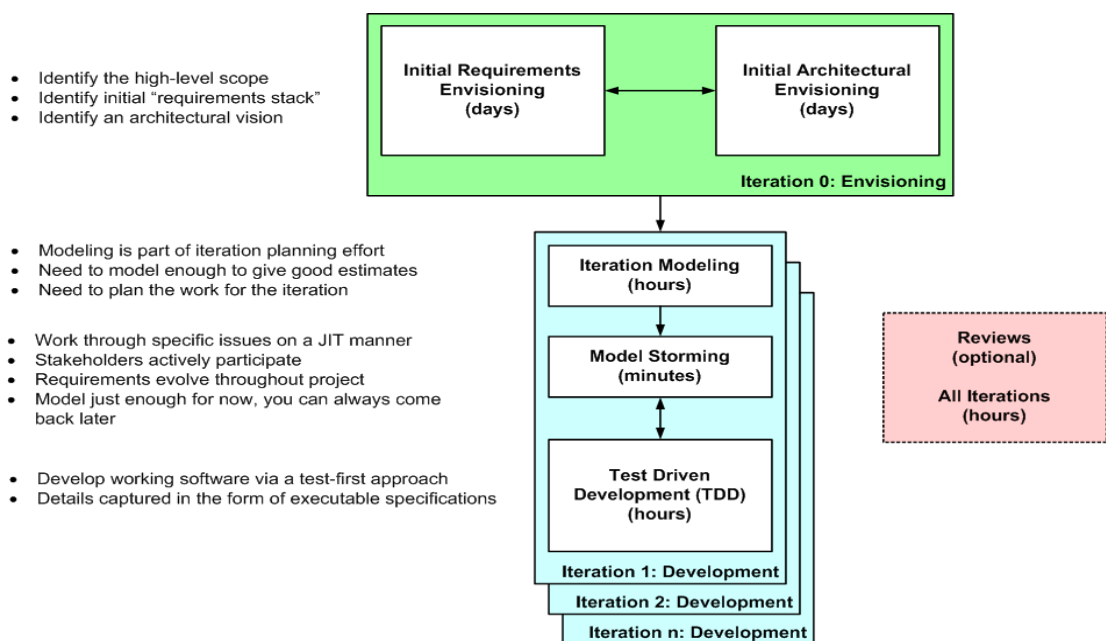 Initial Requirements
Envisioning
(days)
Initial Architectural
Envisioning
(days)
Iteration 0: Envisioning
• Identify the high-level scope
• Identify initial “requirements stack”
• Identify an architectural vision
• Modeling is part of iteration planning effort
• Need to model enough to give good estimates
• Need to plan the work for the iteration
Iteration Modeling
(hours)
• Work through specific issues on a JIT manner
• Stakeholders actively participate
• Requirements evolve throughout project
• Model just enough for now, you can always come
back later
Model Storming
(minutes)
• Develop working software via a test-first approach
• Details captured in the form of executable specifications
Test Driven
Development (TDD)
(hours)
Iteration 1: Development
Iteration 2: Development
Iteration n: Development
Reviews
(optional)
All Iterations
(hours)